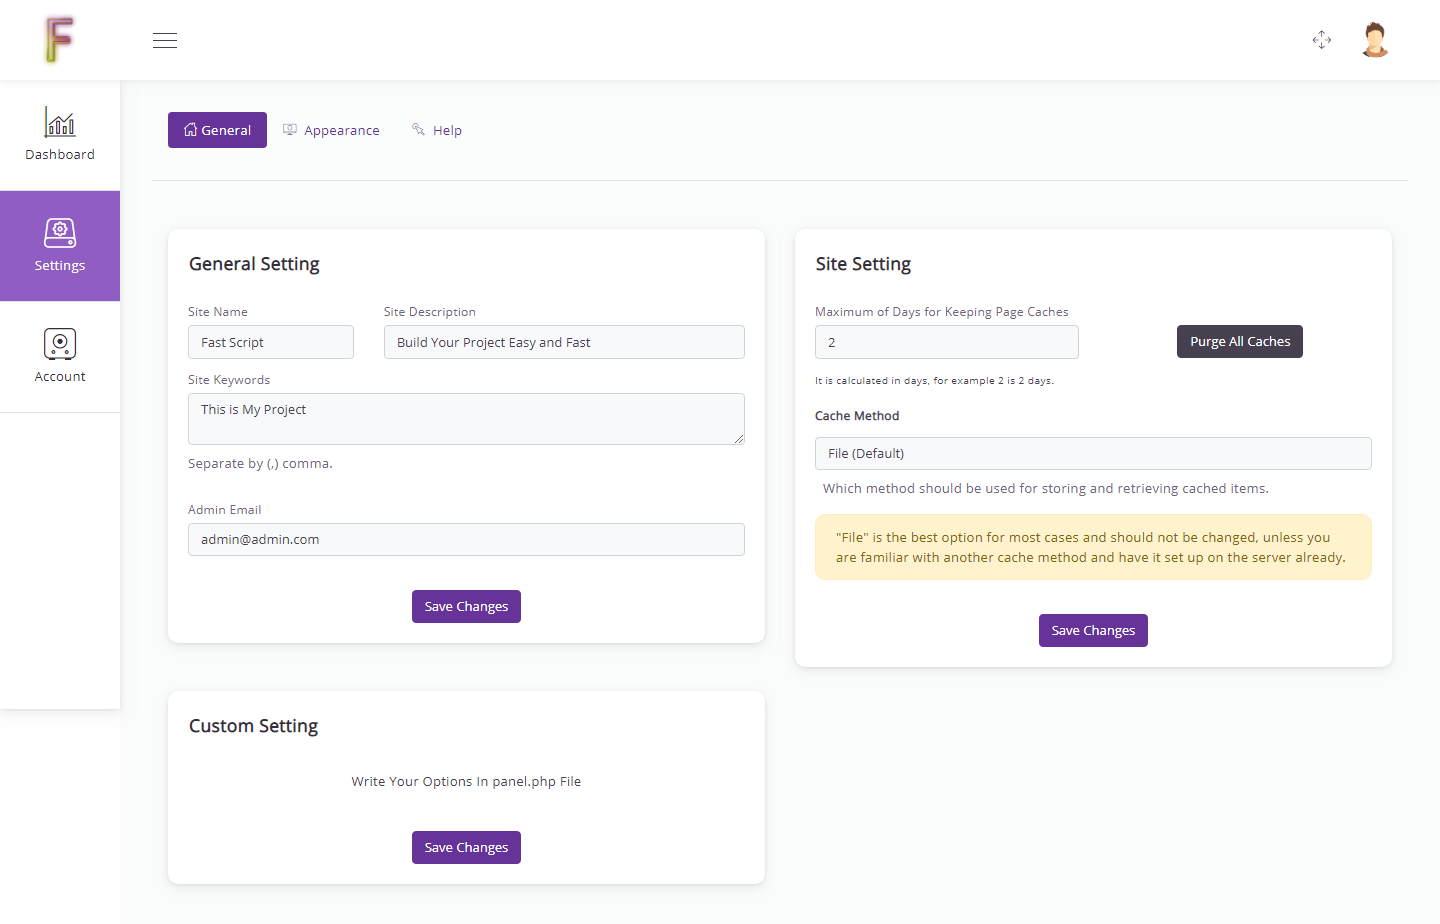 F
Dashboard
Settings
Account
General
Appearance
Help
General Setting
Site Name
Site Description
Fast Script
Build Your Project Easy and Fast
Site Keywords
This is My Project
Separate by (,) comma.
Admin Email
admin@admin.com
Save Changes
Site Setting
Maximum of Days for Keeping Page Caches
2
Purge All Caches
It is calculated in days, for example 2 is 2 days.
Cache Method
File (Default)
Which method should be used for storing and retrieving cached items.
"File" is the best option for most cases and should not be changed, unless you
are familiar with another cache method and have it set up on the server already.
Save Changes
Custom Setting
Write Your Options In panel.php File
Save Changes